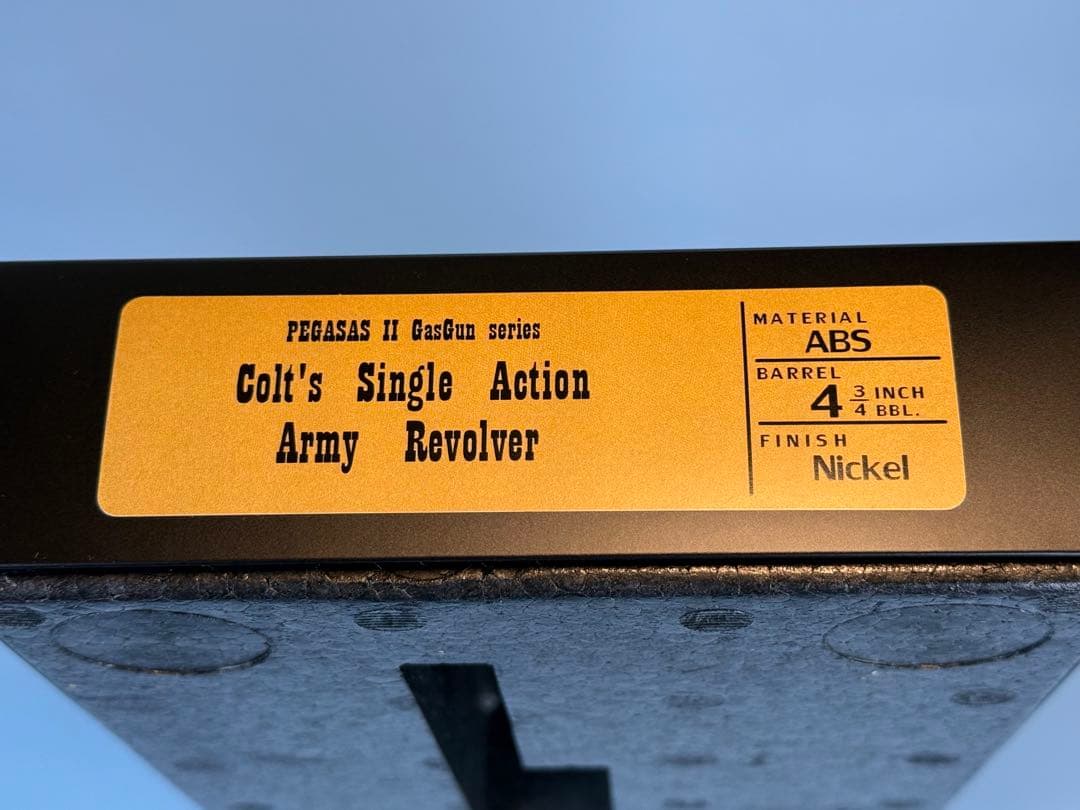 PEGASAS II GasGun series
Colt's Single Action
Army Revolver
MATERIAL
ABS
BARREL
4 3/4 INCH BBL.
FINISH
Nickel